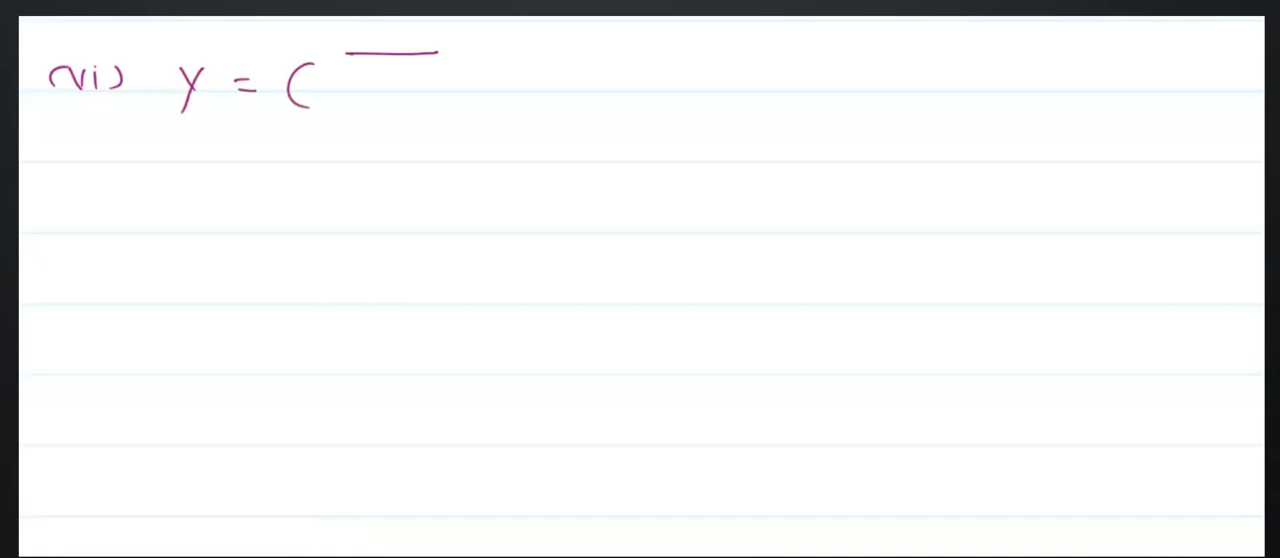 (vi) y = (